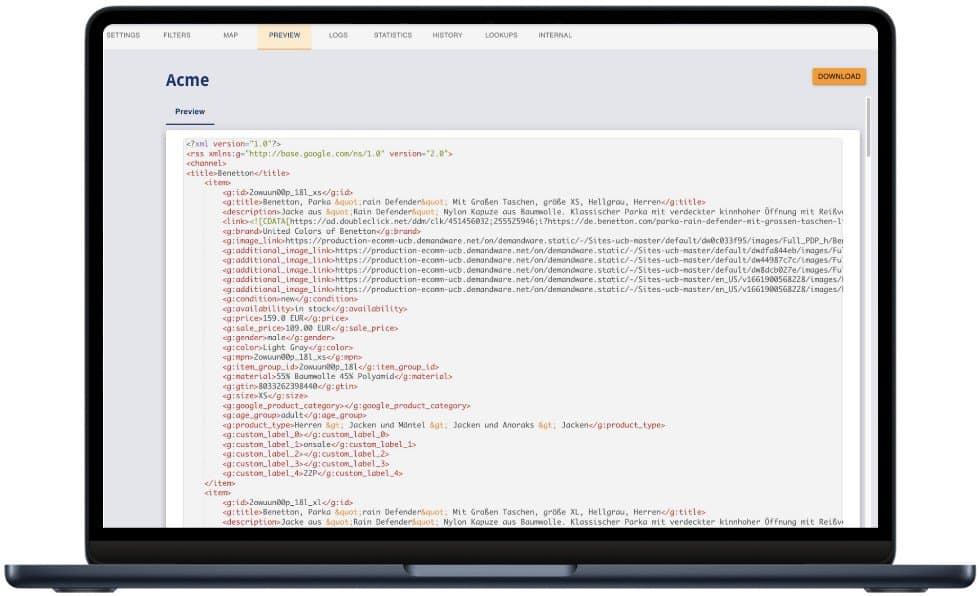 SETTINGS FILTERS MAP PREVIEW LOGS STATISTICS HISTORY LOOKUPS INTERNAL
Acme
DOWNLOAD
Preview
<?xml version="1.0"?>
<rss xmlns:g="http://base.google.com/ns/1.0" version="2.0">
<channel>
<title>Benetton</title>
<item>
<g:id>2owuun00p_18l_xs</g:id>
<g:title>Benetton, Parka &quot;rain Defender&quot; Mit Großen Taschen, größe XS, Hellgrau, Herren</g:title>
<description>Jacke aus &quot;Rain Defender&quot; Nylon Kapuze aus Baumwolle. Klassischer Parka mit verdeckter kinnhoher Öffnung mit Reißve
<link><![CDATA[https://ad.doubleclick.net/ddm/clk/451456032;255525946;i?https://de.benetton.com/parka-rain-defender-mit-grossen-taschen-l
<g:brand>United Colors of Benetton</g:brand>
<g:image_link>https://production-ecomm-ucb.demandware.net/on/demandware.static/-/Sites-ucb-master/default/dw0c033f95/images/Full_PDP_h/Be
<g:additional_image_link>https://production-ecomm-ucb.demandware.net/on/demandware.static/-/Sites-ucb-master/default/dwdfa844eb/images/Fu
<g:additional_image_link>https://production-ecomm-ucb.demandware.net/on/demandware.static/-/Sites-ucb-master/default/dw44987c7c/images/Fu
<g:additional_image_link>https://production-ecomm-ucb.demandware.net/on/demandware.static/-/Sites-ucb-master/default/dw8dcb027e/images/Fu
<g:additional_image_link>https://production-ecomm-ucb.demandware.net/on/demandware.static/-/Sites-ucb-master/en_US/v1661900568228/images/
<g:additional_image_link>https://production-ecomm-ucb.demandware.net/on/demandware.static/-/Sites-ucb-master/en_US/v1661900568228/images/
<g:condition>new</g:condition>
<g:availability>in stock</g:availability>
<g:price>159.0 EUR</g:price>
<g:sale_price>109.00 EUR</g:sale_price>
<g:gender>male</g:gender>
<g:color>Light Gray</g:color>
<g:mpn>2owuun00p_18l_xs</g:mpn>
<g:item_group_id>2owuun00p_18l</g:item_group_id>
<g:material>55% Baumwolle 45% Polyamid</g:material>
<g:gtin>8033262398440</g:gtin>
<g:size>XS</g:size>
<g:google_product_category></g:google_product_category>
<g:age_group>adult</g:age_group>
<g:product_type>Herren &gt; Jacken und Mäntel &gt; Jacken und Anoraks &gt; Jacken</g:product_type>
<g:custom_label_0></g:custom_label_0>
<g:custom_label_1>onsale</g:custom_label_1>
<g:custom_label_2></g:custom_label_2>
<g:custom_label_3></g:custom_label_3>
<g:custom_label_4>ZZP</g:custom_label_4>
</item>
<item>
<g:id>2owuun00p_18l_xl</g:id>
<g:title>Benetton, Parka &quot;rain Defender&quot; Mit Großen Taschen, größe XL, Hellgrau, Herren</g:title>
<description>Jacke aus &quot;Rain Defender&quot; Nylon Kapuze aus Baumwolle. Klassischer Parka mit verdeckter kinnhoher Öffnung mit Reißve